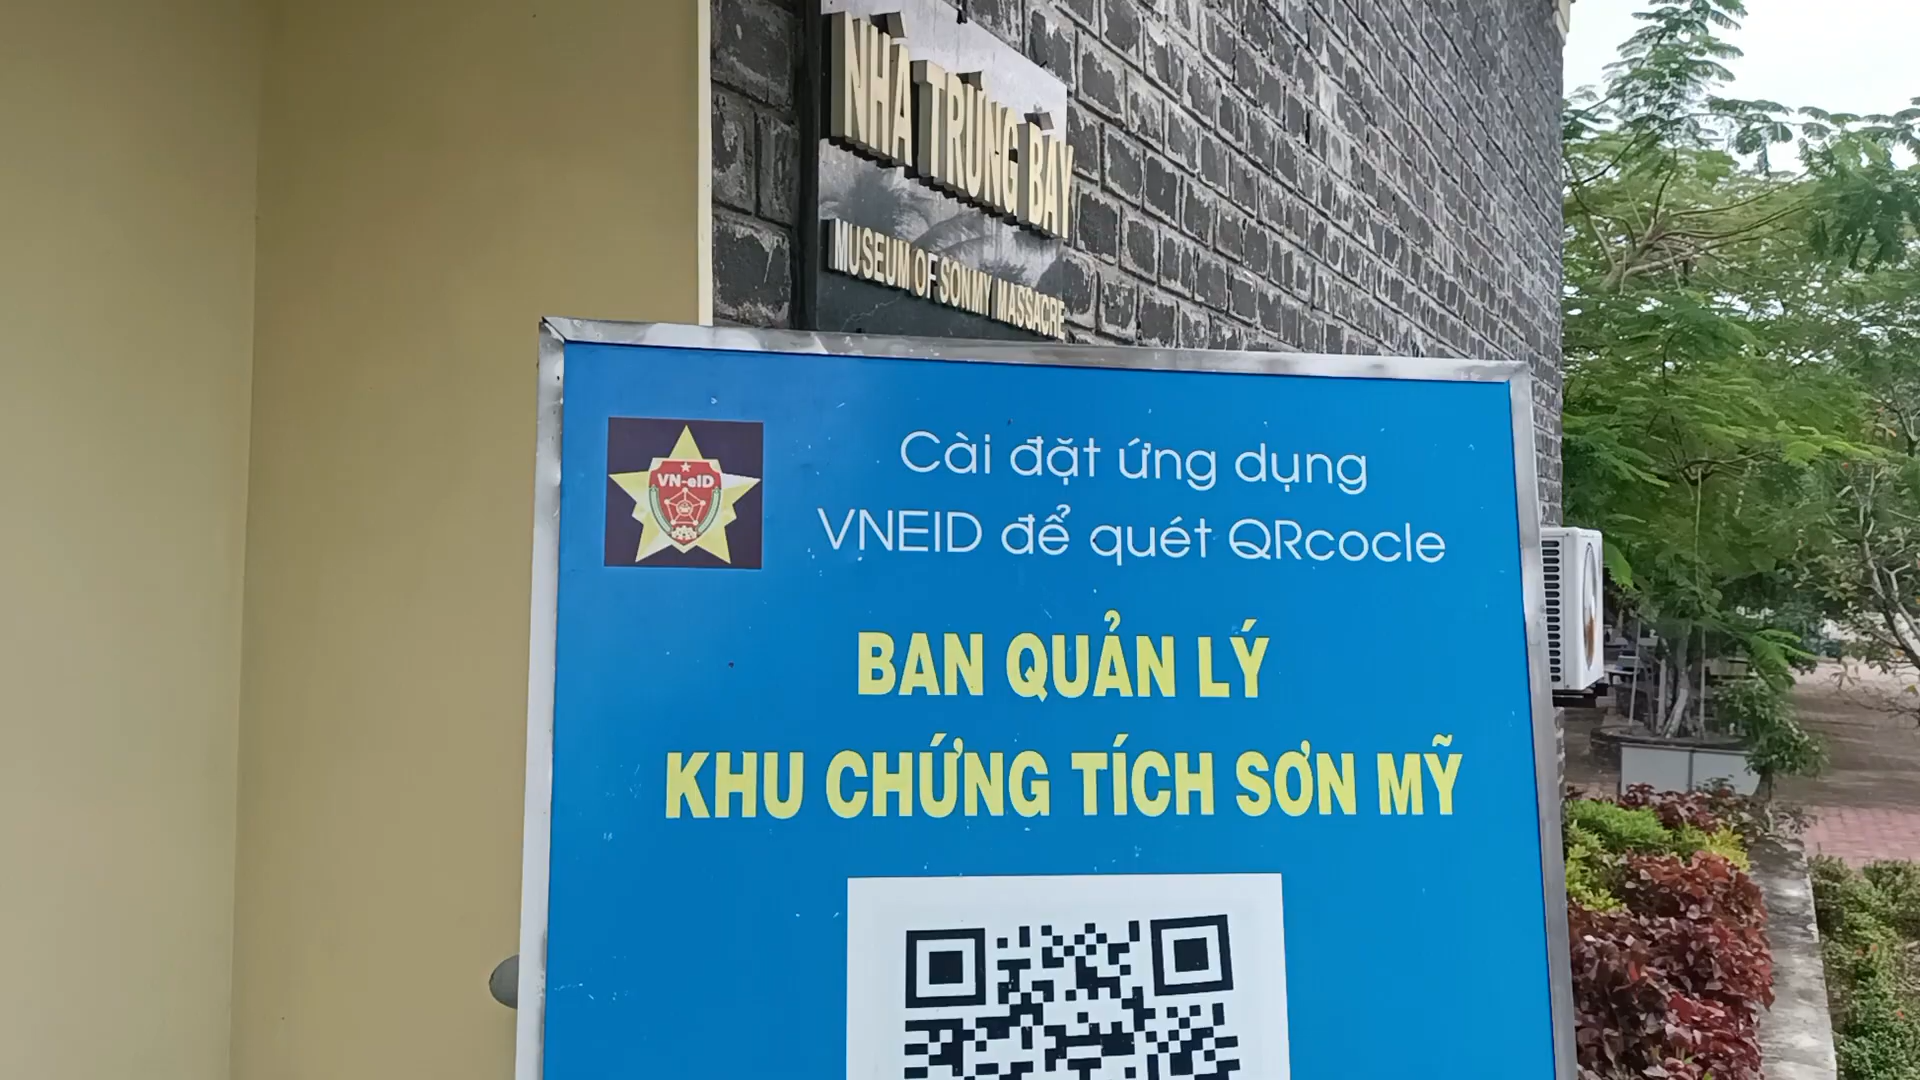 NHÀ TRƯNG BÀY
MUSEUM OF SONMY MASSACRE
VN-eID
Cài đặt ứng dụng
VNEID để quét QRcocle
BAN QUẢN LÝ
KHU CHỨNG TÍCH SƠN MỸ